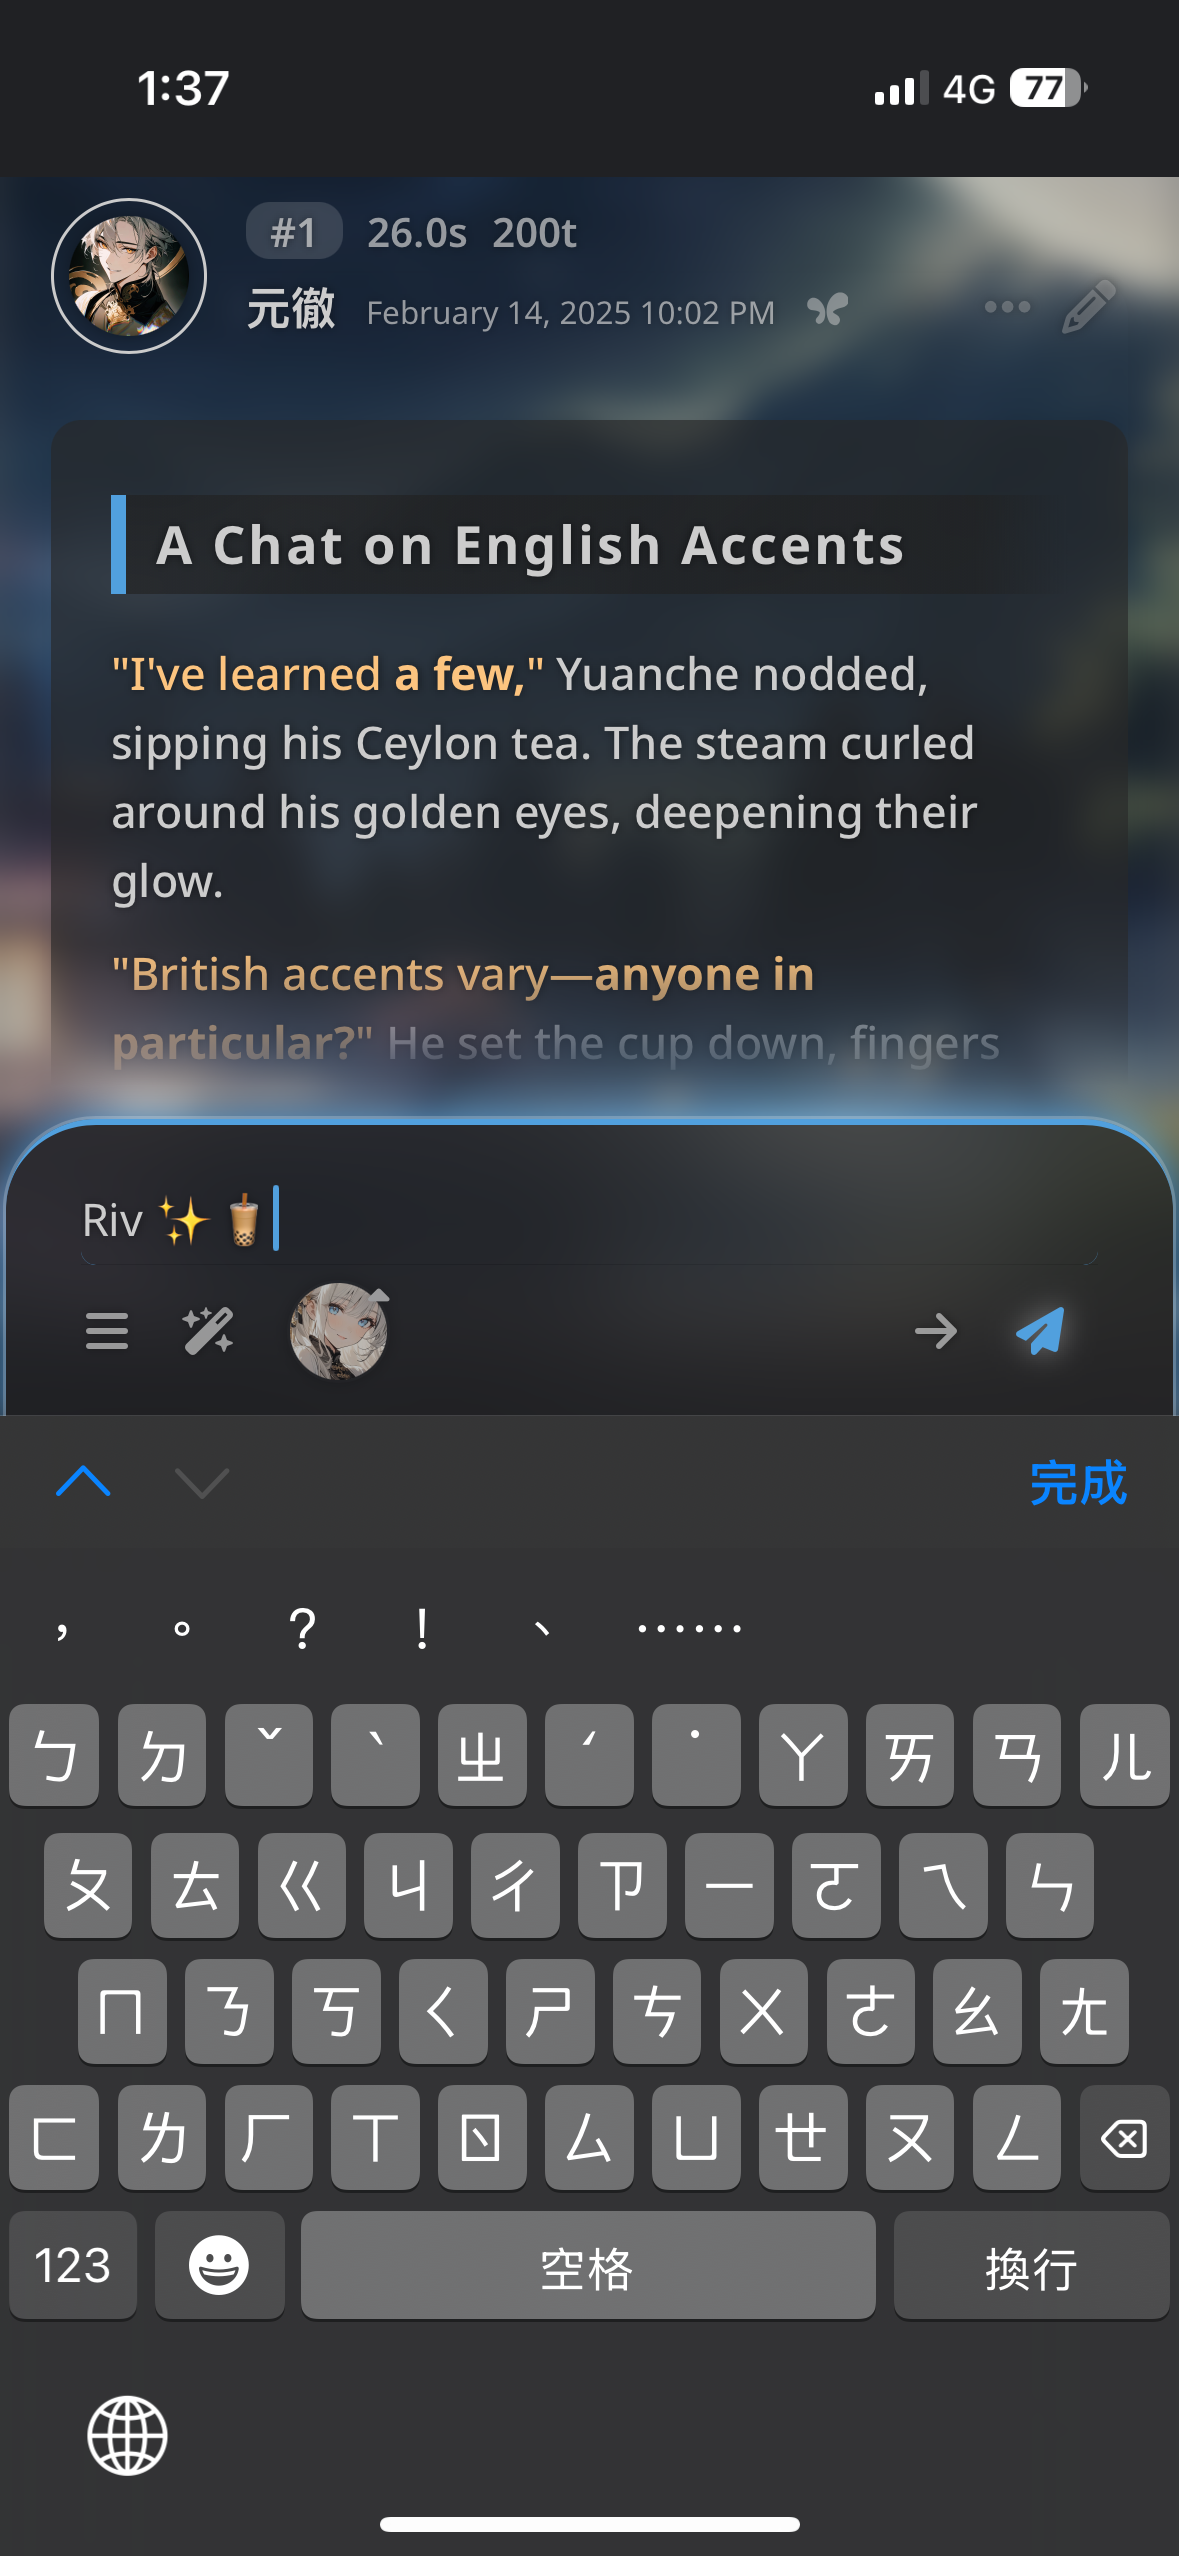 1:37 4G 77
#1 26.0s 200t
元徹 February 14, 2025 10:02 PM
A Chat on English Accents
"I've learned a few," Yuanche nodded,
sipping his Ceylon tea. The steam curled
around his golden eyes, deepening their
glow.
"British accents vary—anyone in
particular?" He set the cup down, fingers
Riv ✨ 🧋
完成
， 。 ? ! 、 ……
ㄅ ㄉ ˇ ˋ ㄓ ˊ ˙ ㄚ ㄞ ㄢ ㄦ
ㄆ ㄊ ㄍ ㄐ ㄔ ㄗ ㄧ ㄛ ㄟ ㄣ
ㄇ ㄋ ㄎ ㄑ ㄕ ㄘ ㄨ ㄜ ㄠ ㄤ
ㄈ ㄌ ㄏ ㄒ ㄖ ㄙ ㄩ ㄝ ㄡ ㄥ
123 空格 換行